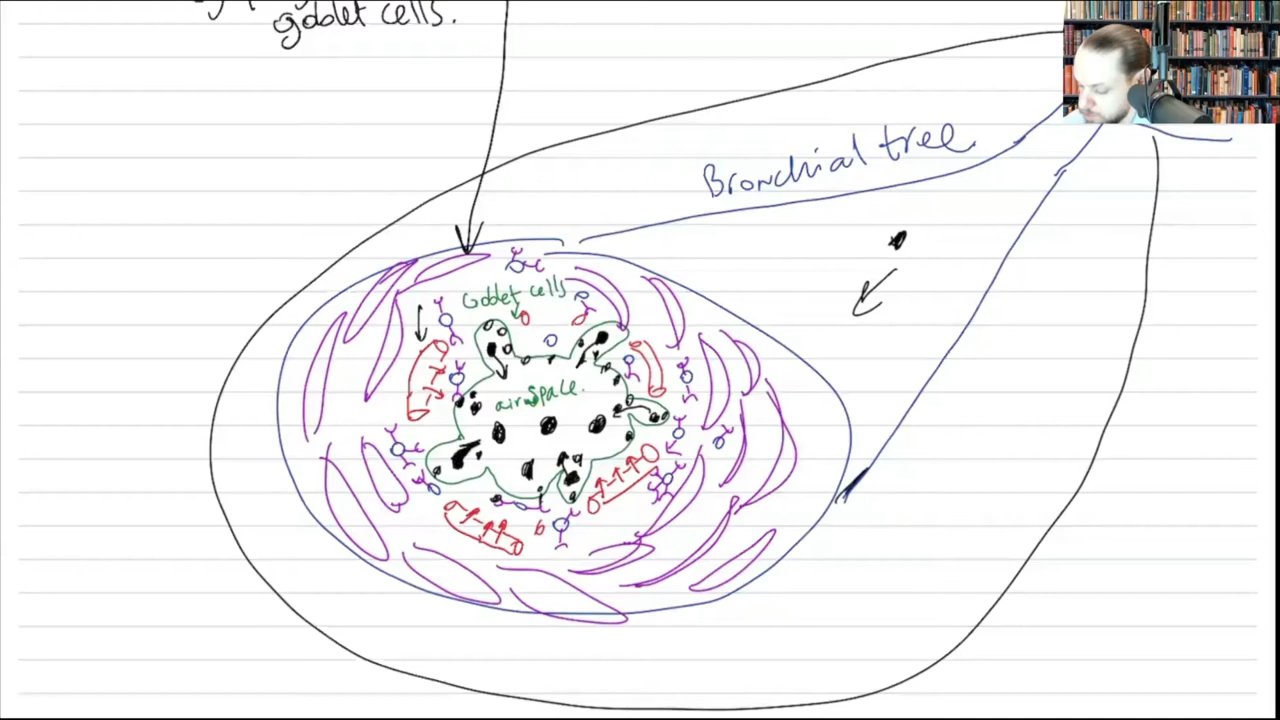 goblet cells.
Bronchial tree
Goblet cells
airspace.